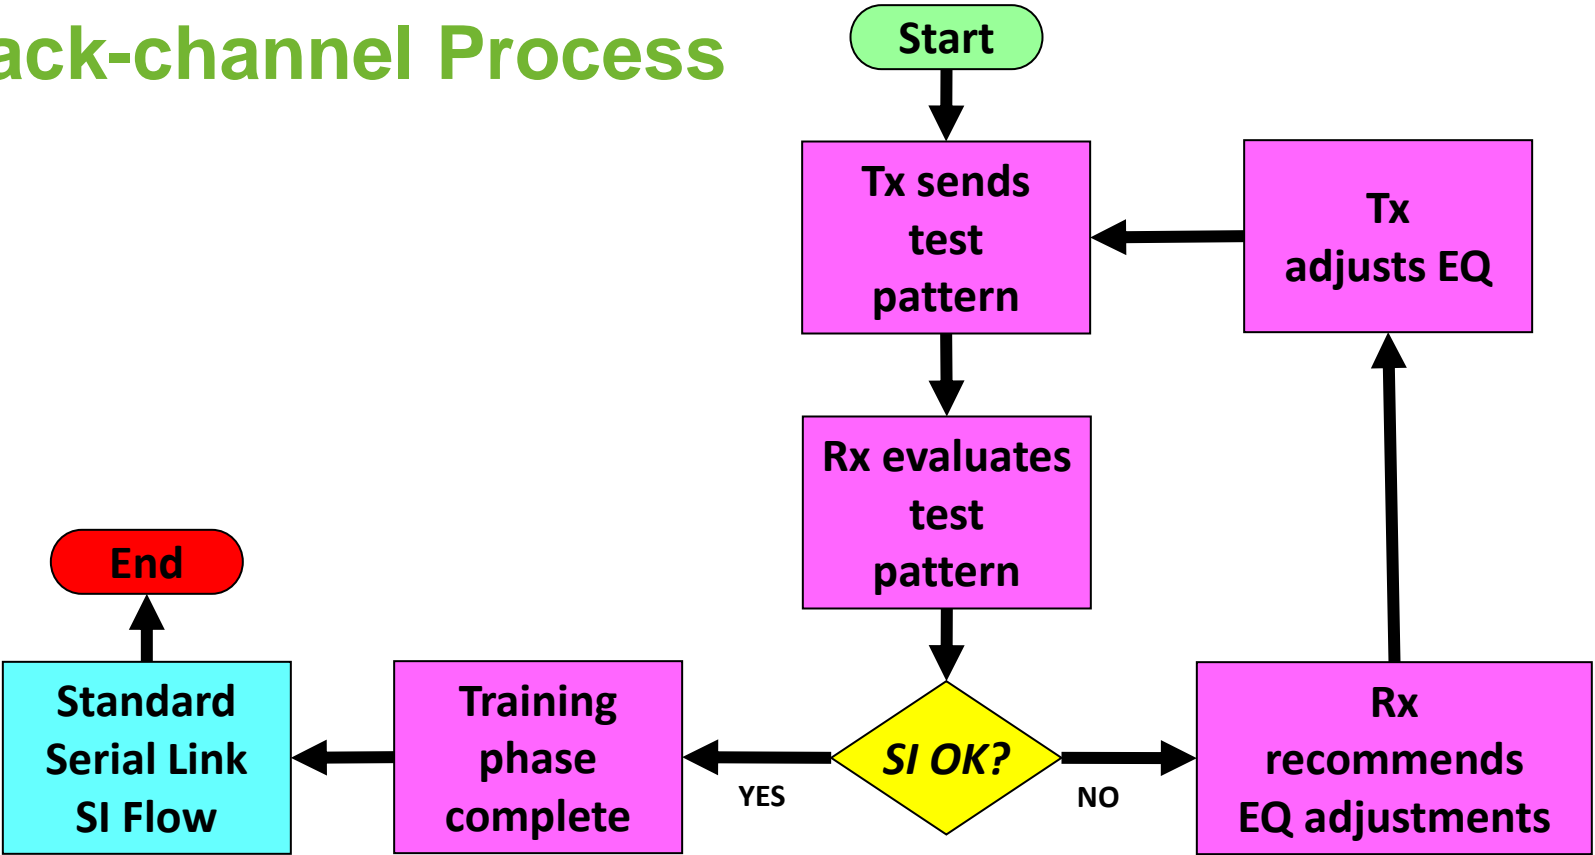 ack-channel Process
Start
Tx sends
test
pattern
Tx
adjusts EQ
Rx evaluates
test
pattern
End
Standard
Serial Link
SI Flow
Training
phase
complete
YES
SI OK?
NO
Rx
recommends
EQ adjustments